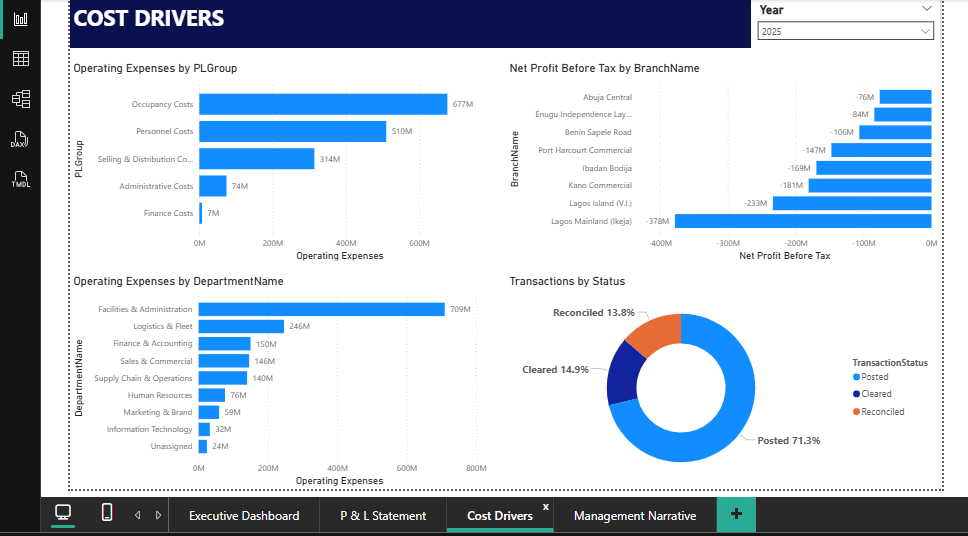 COST DRIVERS
Year
2025
Operating Expenses by PLGroup
PLGroup
Occupancy Costs 677M
Personnel Costs 510M
Selling & Distribution Co... 314M
Administrative Costs 74M
Finance Costs 7M
0M 200M 400M 600M
Operating Expenses
Net Profit Before Tax by BranchName
BranchName
Abuja Central -76M
Enugu Independence Lay... -84M
Benin Sapele Road -106M
Port Harcourt Commercial -147M
Ibadan Bodija -169M
Kano Commercial -181M
Lagos Island (V.I.) -233M
Lagos Mainland (Ikeja) -378M
-400M -300M -200M -100M 0M
Net Profit Before Tax
Operating Expenses by DepartmentName
DepartmentName
Facilities & Administration 709M
Logistics & Fleet 246M
Finance & Accounting 150M
Sales & Commercial 146M
Supply Chain & Operations 140M
Human Resources 76M
Marketing & Brand 59M
Information Technology 32M
Unassigned 24M
0M 200M 400M 600M 800M
Operating Expenses
Transactions by Status
Reconciled 13.8%
Cleared 14.9%
Posted 71.3%
TransactionStatus
Posted
Cleared
Reconciled
DAX
TMDL
Executive Dashboard
P & L Statement
Cost Drivers
x
Management Narrative
+